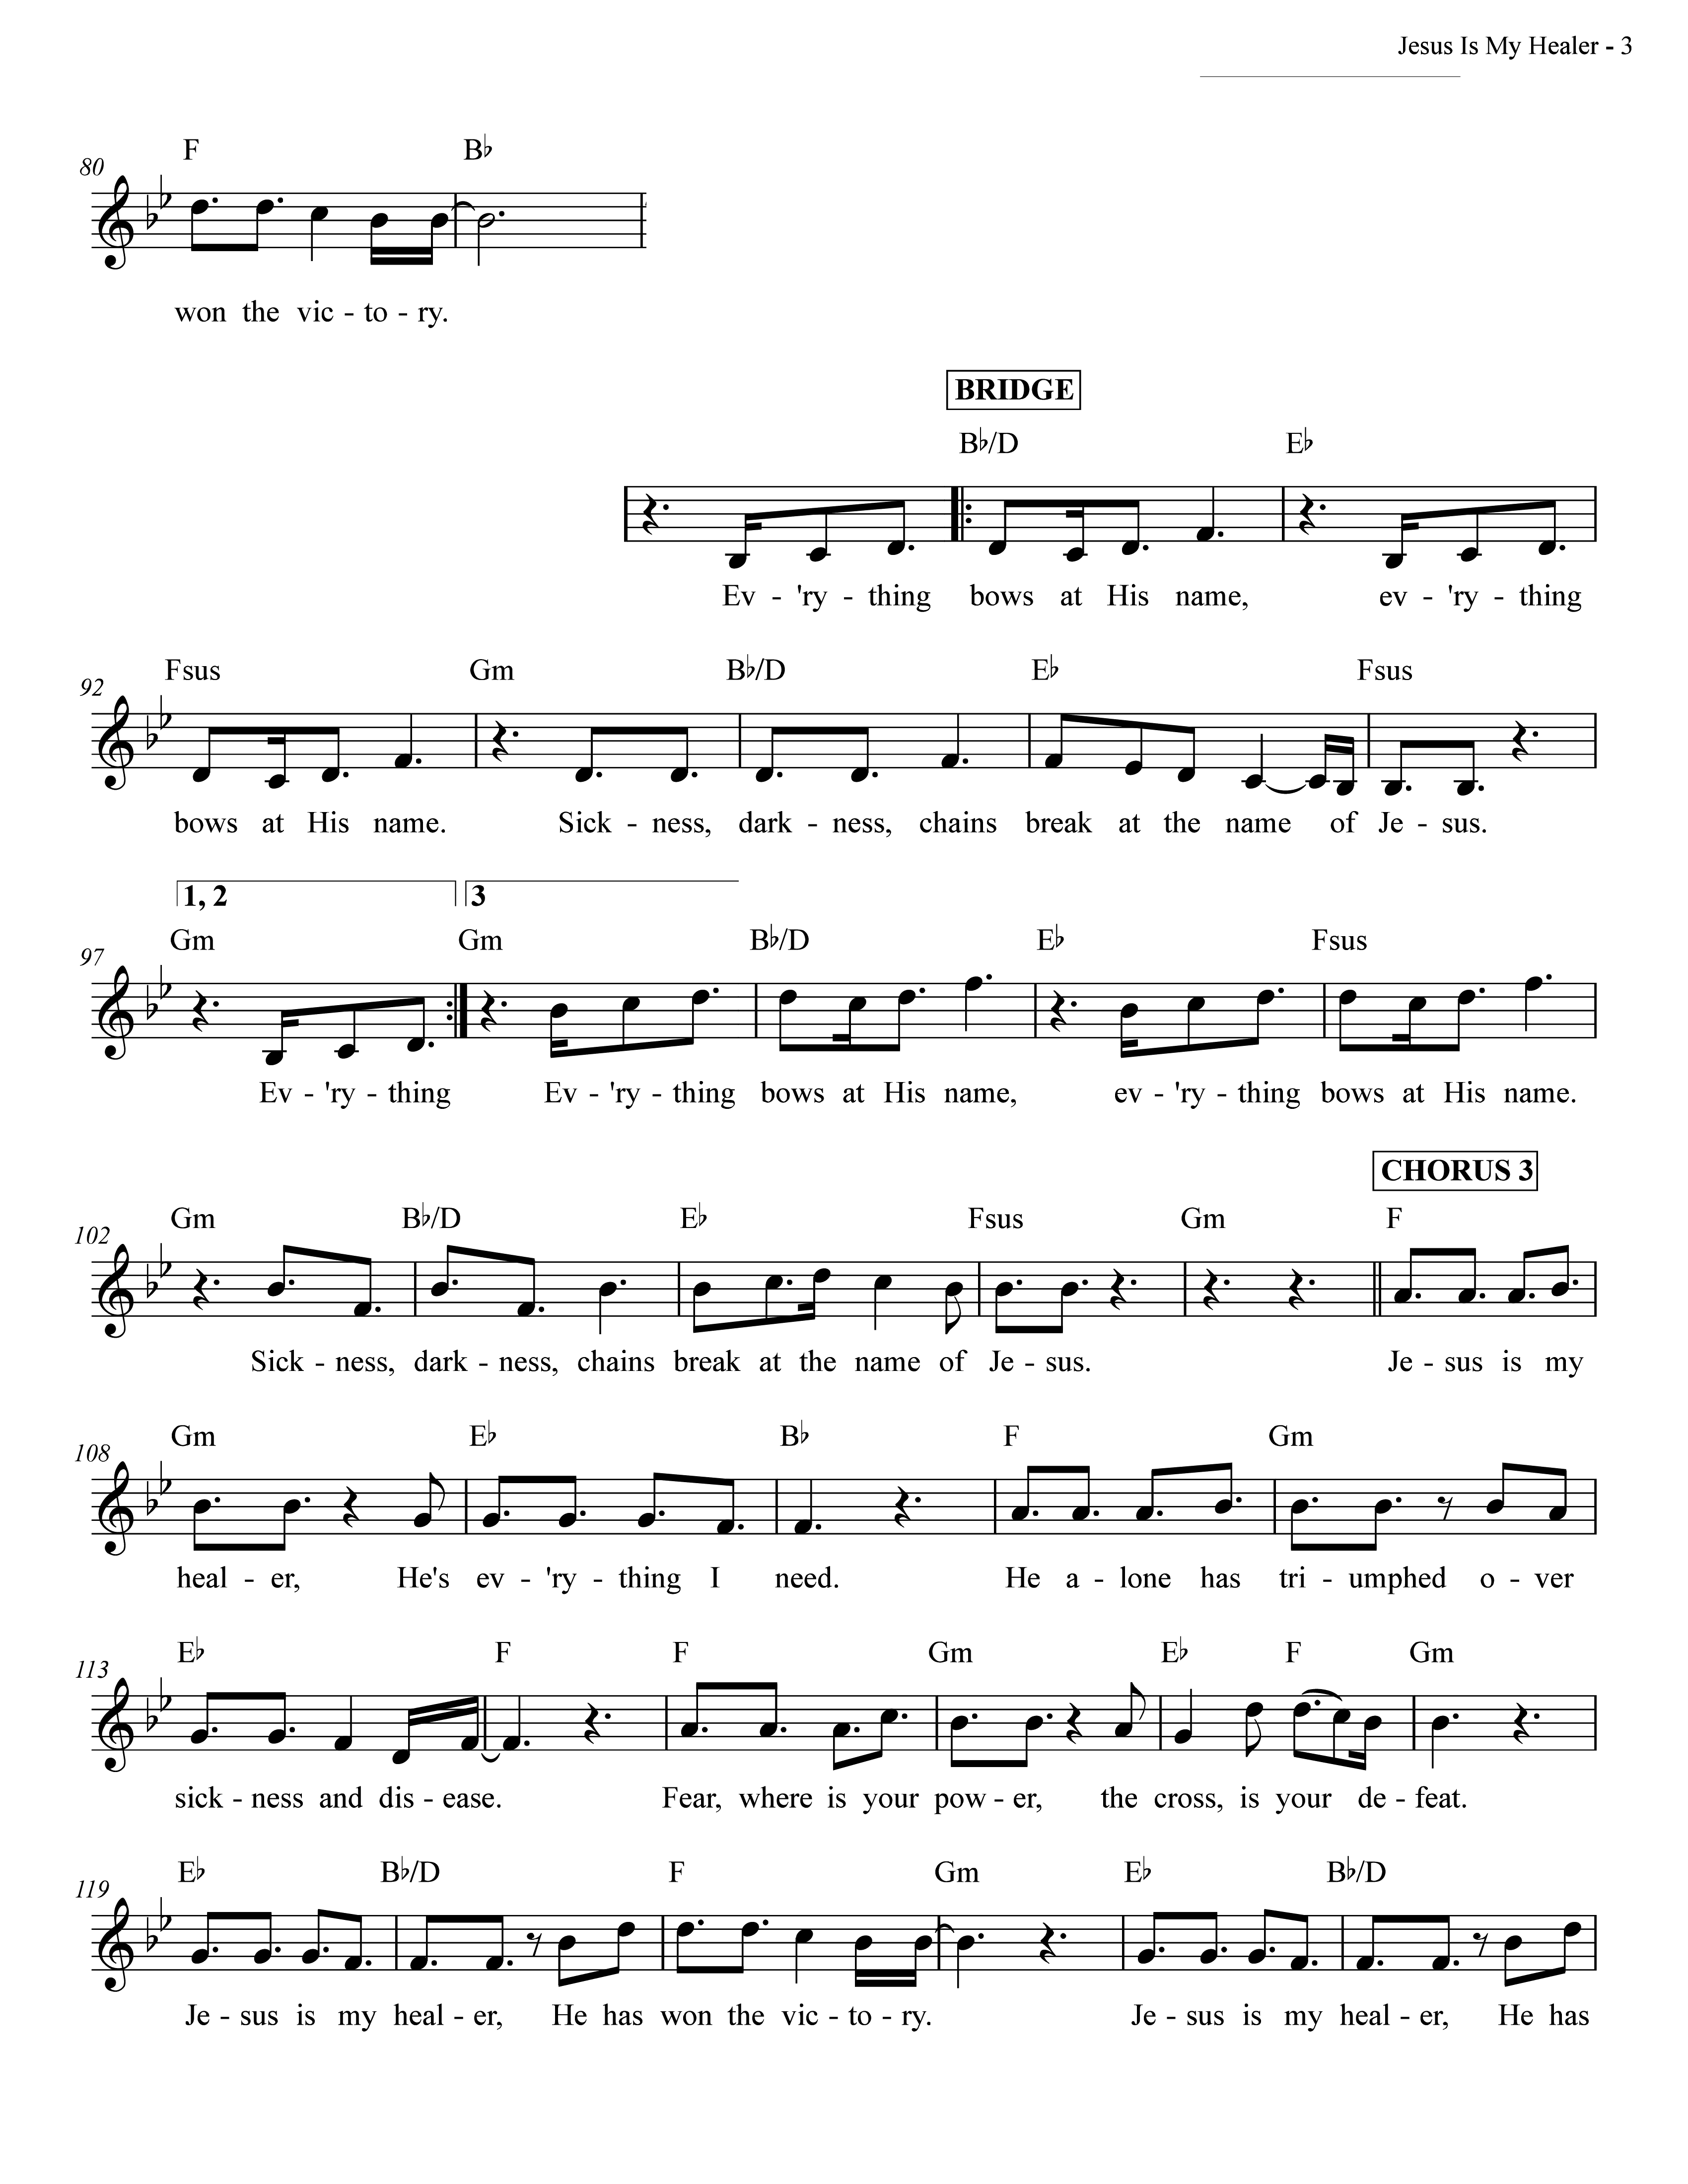 Jesus Is My Healer - 3
F B♭
80
won the vic - to - ry.
BRIDGE
B♭/D E♭
Ev - 'ry - thing bows at His name, ev - 'ry - thing
Fsus Gm B♭/D E♭ Fsus
92
bows at His name. Sick - ness, dark - ness, chains break at the name of Je - sus.
1, 2 3
Gm Gm B♭/D E♭ Fsus
97
Ev - 'ry - thing Ev - 'ry - thing bows at His name, ev - 'ry - thing bows at His name.
CHORUS 3
Gm B♭/D E♭ Fsus Gm F
102
Sick - ness, dark - ness, chains break at the name of Je - sus. Je - sus is my
Gm E♭ B♭ F Gm
108
heal - er, He's ev - 'ry - thing I need. He a - lone has tri - umphed o - ver
E♭ F F Gm E♭ F Gm
113
sick - ness and dis - ease. Fear, where is your pow - er, the cross, is your de - feat.
E♭ B♭/D F Gm E♭ B♭/D
119
Je - sus is my heal - er, He has won the vic - to - ry. Je - sus is my heal - er, He has